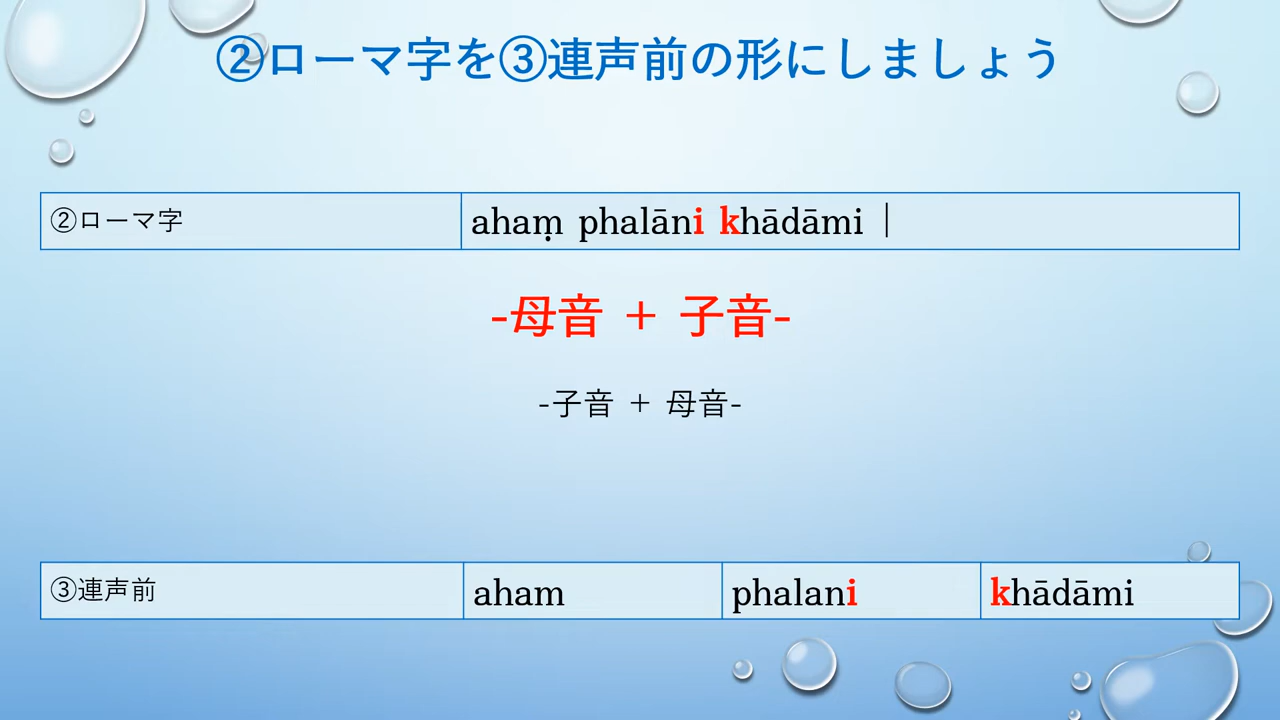 ②ローマ字を③連声前の形にしましょう
②ローマ字 ahaṃ phalāni khādāmi |
-母音 + 子音-
-子音 + 母音-
③連声前 aham phalani khādāmi